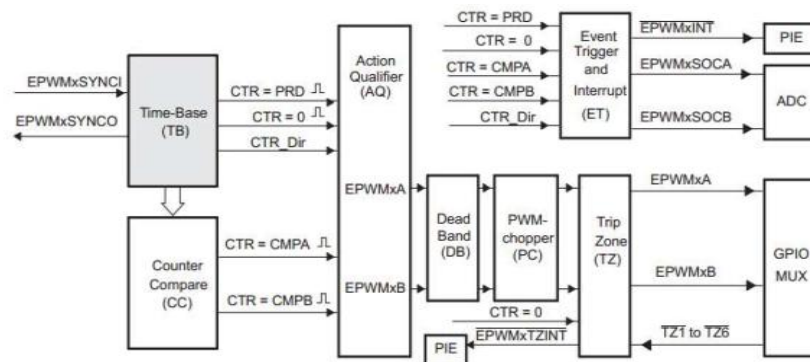 EPWMxSYNCI
EPWMxSYNCO
Time-Base
(TB)
CTR = PRD
CTR = 0
CTR_Dir
Counter
Compare
(CC)
CTR = CMPA
CTR = CMPB
Action
Qualifier
(AQ)
EPWMxA
EPWMxB
CTR = PRD
CTR = 0
CTR = CMPA
CTR = CMPB
CTR_Dir
Event
Trigger
and
Interrupt
(ET)
EPWMxINT
EPWMxSOCA
EPWMxSOCB
PIE
ADC
Dead
Band
(DB)
PWM-
chopper
(PC)
CTR = 0
EPWMxTZINT
PIE
Trip
Zone
(TZ)
EPWMxA
EPWMxB
TZ1 to TZ6
GPIO
MUX